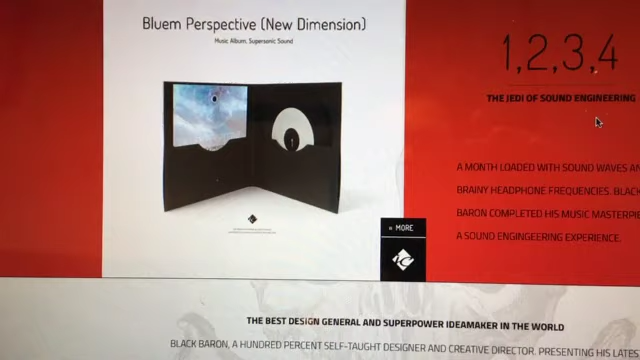 Bluem Perspective (New Dimension)
Music Album, Supersonic Sound
1,2,3,4
THE JEDI OF SOUND ENGINEERING
A MONTH LOADED WITH SOUND WAVES AN
BRAINY HEADPHONE FREQUENCIES. BLACK
BARON COMPLETED HIS MUSIC MASTERPIE
A SOUND ENGINGEERING EXPERIENCE.
» MORE
THE BEST DESIGN GENERAL AND SUPERPOWER IDEAMAKER IN THE WORLD
BLACK BARON, A HUNDRED PERCENT SELF-TAUGHT DESIGNER AND CREATIVE DIRECTOR. PRESENTING HIS LATES